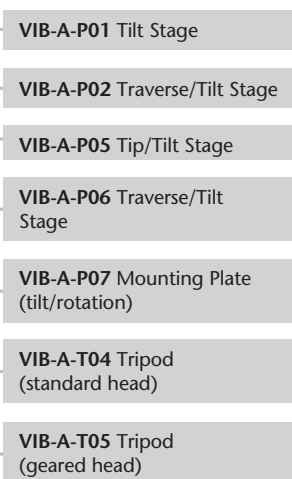 VIB-A-P01 Tilt Stage
VIB-A-P02 Traverse/Tilt Stage
VIB-A-P05 Tip/Tilt Stage
VIB-A-P06 Traverse/Tilt
Stage
VIB-A-P07 Mounting Plate
(tilt/rotation)
VIB-A-T04 Tripod
(standard head)
VIB-A-T05 Tripod
(geared head)